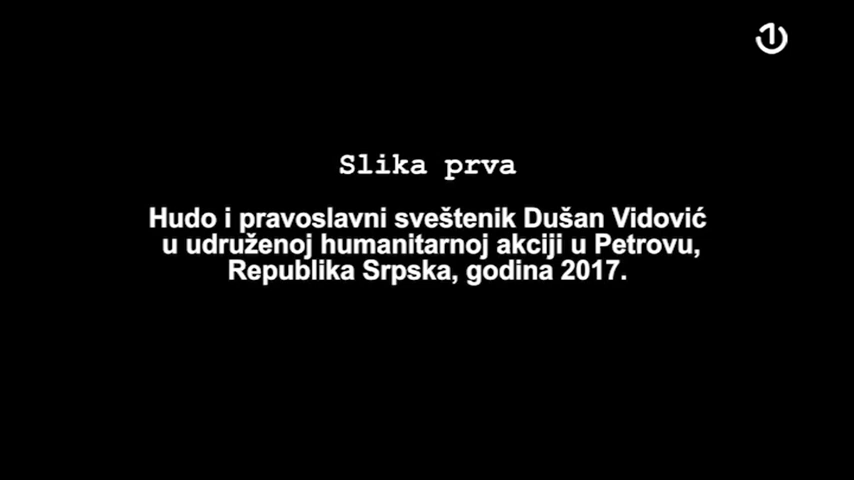 Slika prva
Hudo i pravoslavni sveštenik Dušan Vidović
u udruženoj humanitarnoj akciji u Petrovu,
Republika Srpska, godina 2017.